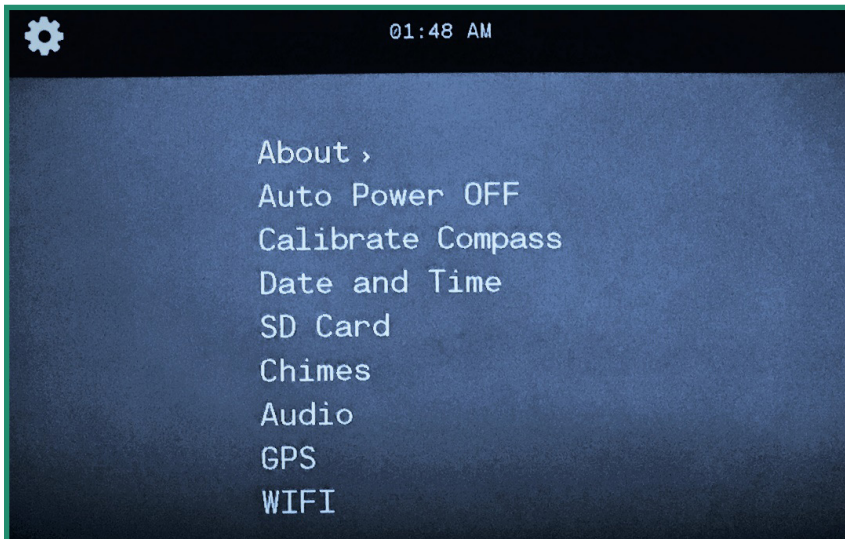 01:48 AM
About ›
Auto Power OFF
Calibrate Compass
Date and Time
SD Card
Chimes
Audio
GPS
WIFI